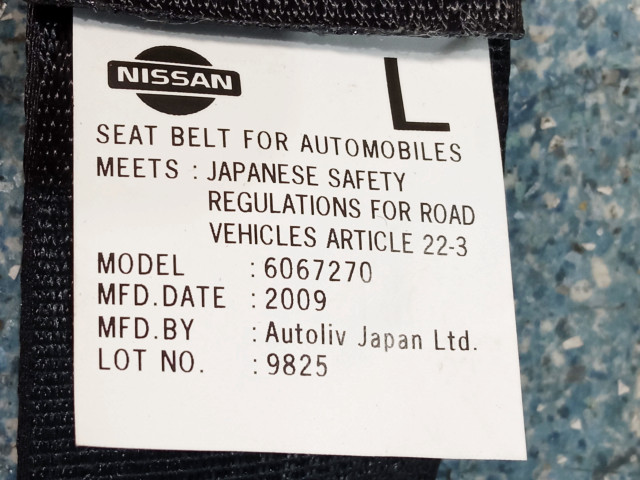 NISSAN
L
SEAT BELT FOR AUTOMOBILES
MEETS : JAPANESE SAFETY
REGULATIONS FOR ROAD
VEHICLES ARTICLE 22-3
MODEL : 6067270
MFD.DATE : 2009
MFD.BY : Autoliv Japan Ltd.
LOT NO. : 9825